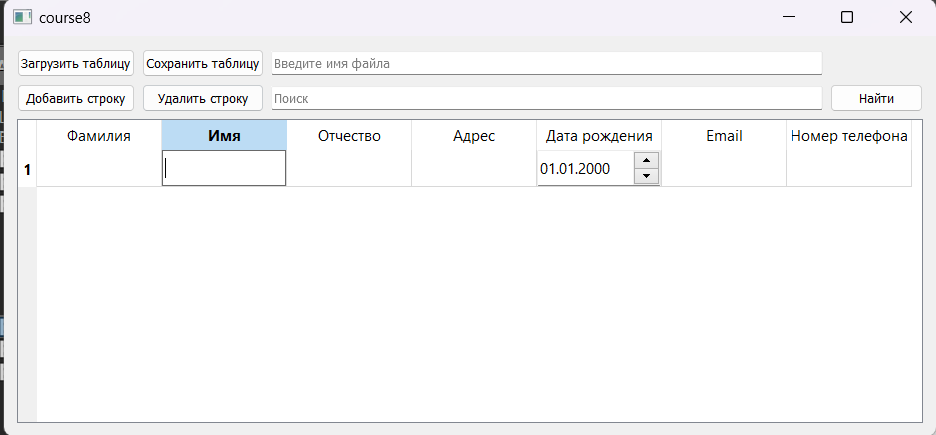 course8
Загрузить таблицу Сохранить таблицу Введите имя файла
Добавить строку Удалить строку Поиск Найти
Фамилия Имя Отчество Адрес Дата рождения Email Номер телефона
1 01.01.2000